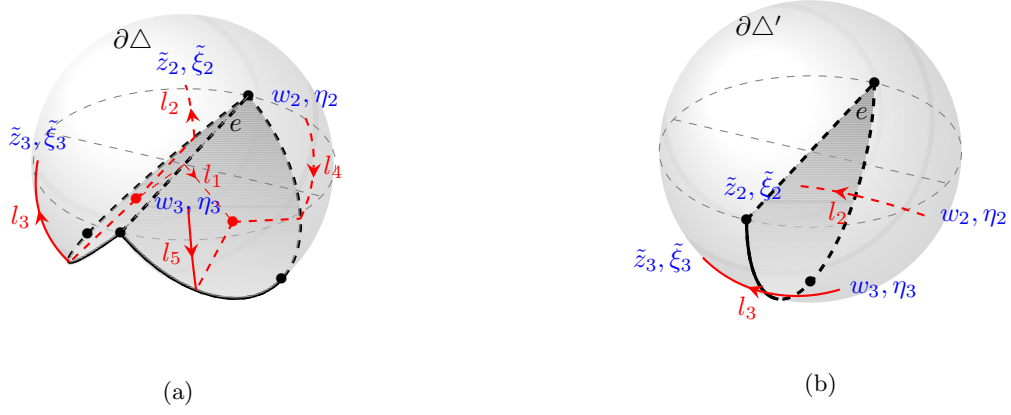 ∂△
z̃₂, ξ̃₂
l₂
w₂, η₂
e
z̃₃, ξ̃₃
l₄
l₁
w₃, η₃
l₃
l₅
(a)
∂△′
e
z̃₂, ξ̃₂
l₂
w₂, η₂
z̃₃, ξ̃₃
w₃, η₃
l₃
(b)